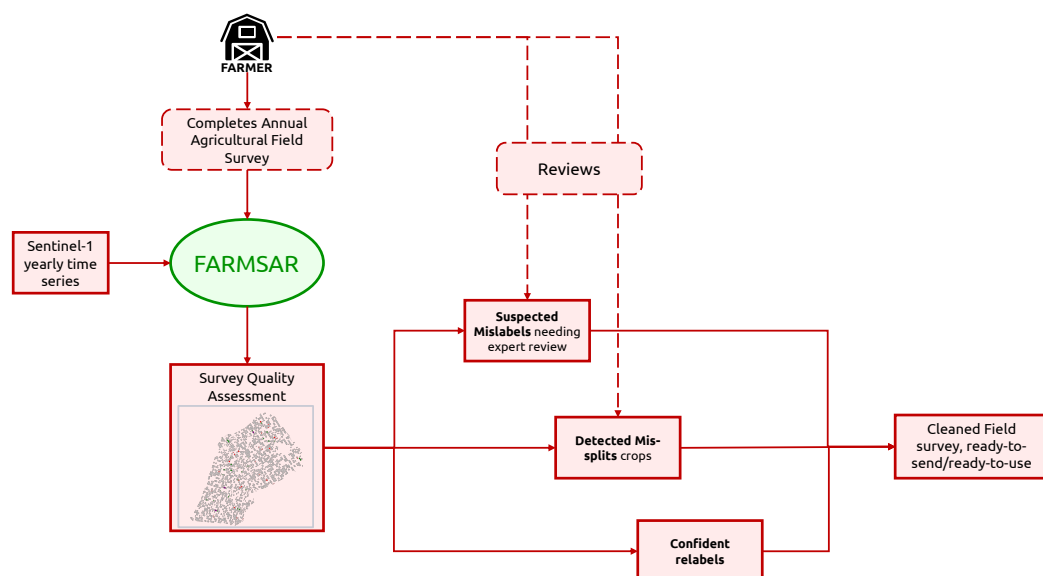 FARMER
Completes Annual
Agricultural Field
Survey
Reviews
Sentinel-1
yearly time
series
FARMSAR
Suspected
Mislabels needing
expert review
Survey Quality
Assessment
Detected Mis-
splits crops
Cleaned Field
survey, ready-to-
send/ready-to-use
Confident
relabels